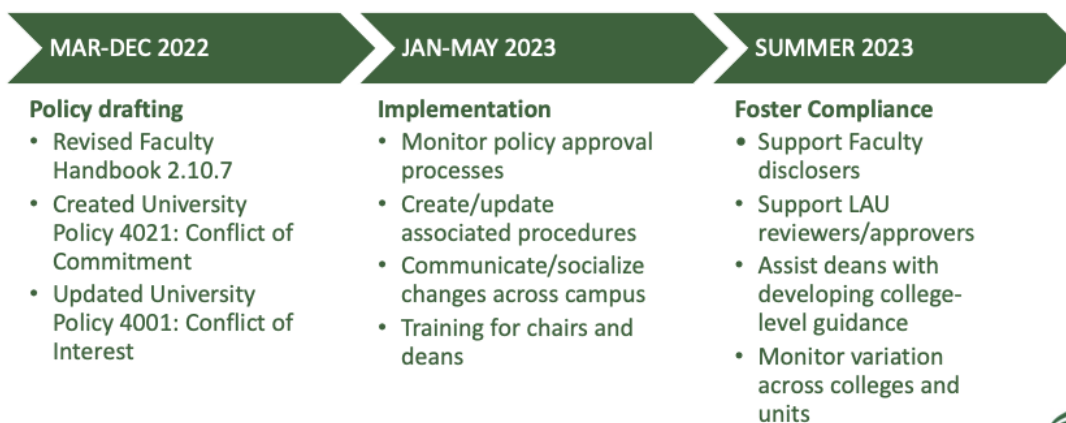 MAR-DEC 2022
JAN-MAY 2023
SUMMER 2023
Policy drafting
• Revised Faculty
Handbook 2.10.7
• Created University
Policy 4021: Conflict of
Commitment
• Updated University
Policy 4001: Conflict of
Interest
Implementation
• Monitor policy approval
processes
• Create/update
associated procedures
• Communicate/socialize
changes across campus
• Training for chairs and
deans
Foster Compliance
• Support Faculty
disclosers
• Support LAU
reviewers/approvers
• Assist deans with
developing college-
level guidance
• Monitor variation
across colleges and
units